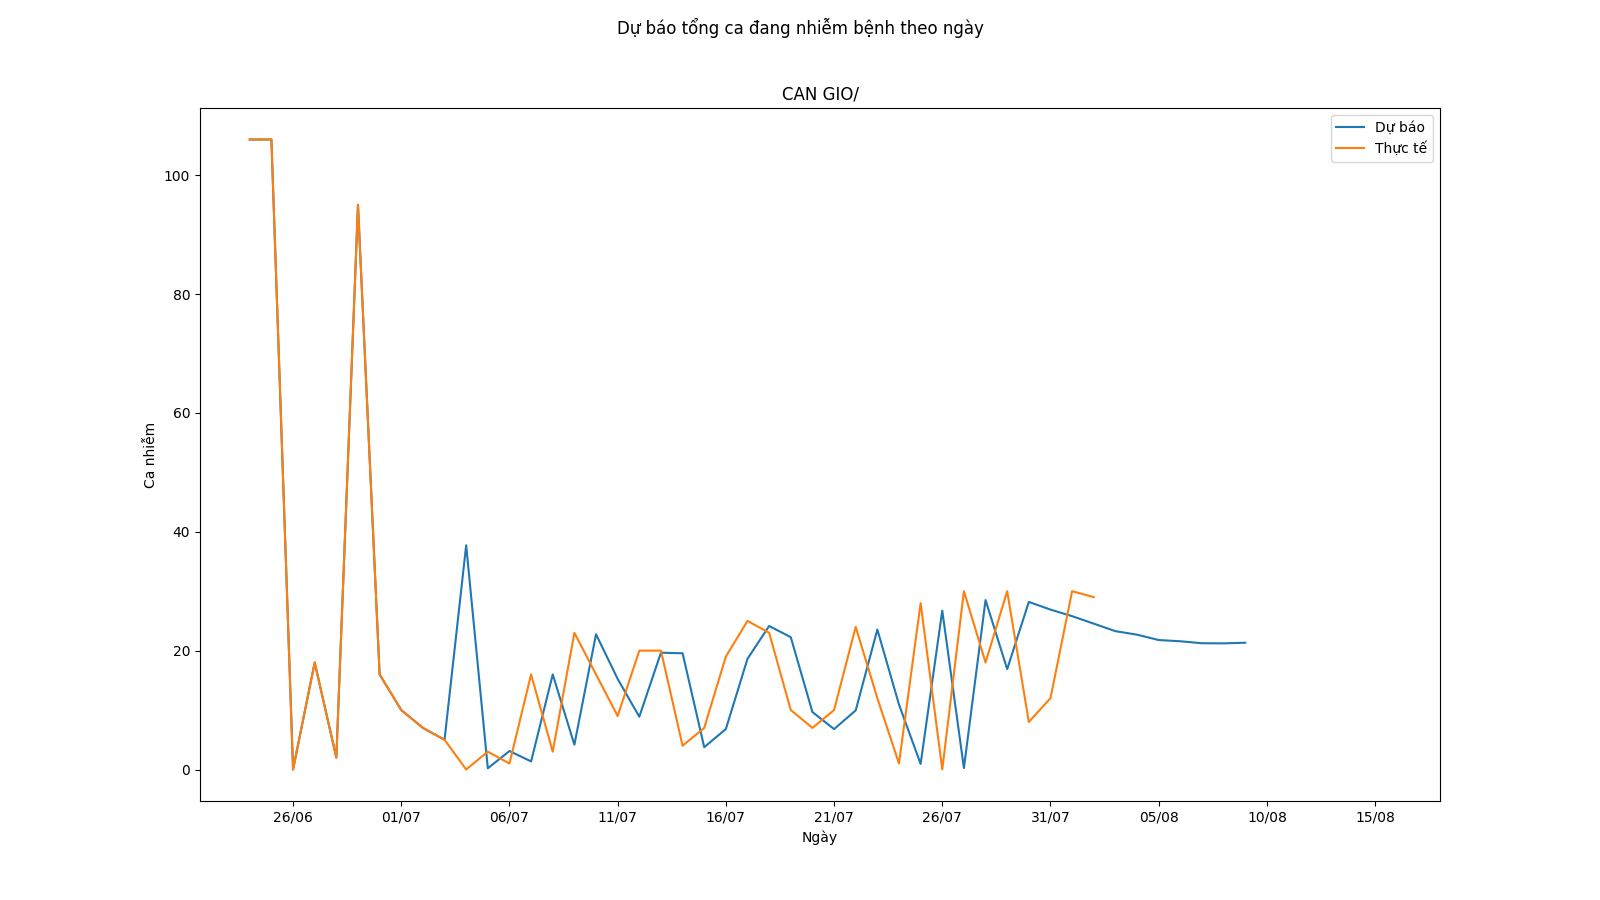 Dự báo tổng ca đang nhiễm bệnh theo ngày
CAN GIO/
Dự báo
Thực tế
100
80
60
40
20
0
Ca nhiễm
26/06 01/07 06/07 11/07 16/07 21/07 26/07 31/07 05/08 10/08 15/08
Ngày